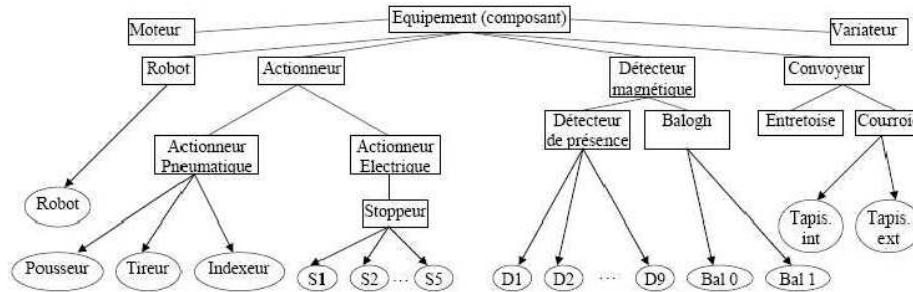 Equipement (composant)
Moteur
Variateur
Robot
Actionneur
Détecteur
magnétique
Convoyeur
Actionneur
Pneumatique
Actionneur
Electrique
Détecteur
de présence
Balogh
Entretoise
Courroie
Robot
Stoppeur
Tapis.
int
Tapis.
ext
Pousseur
Tireur
Indexeur
S1
S2
...
S5
D1
D2
...
D9
Bal 0
Bal 1